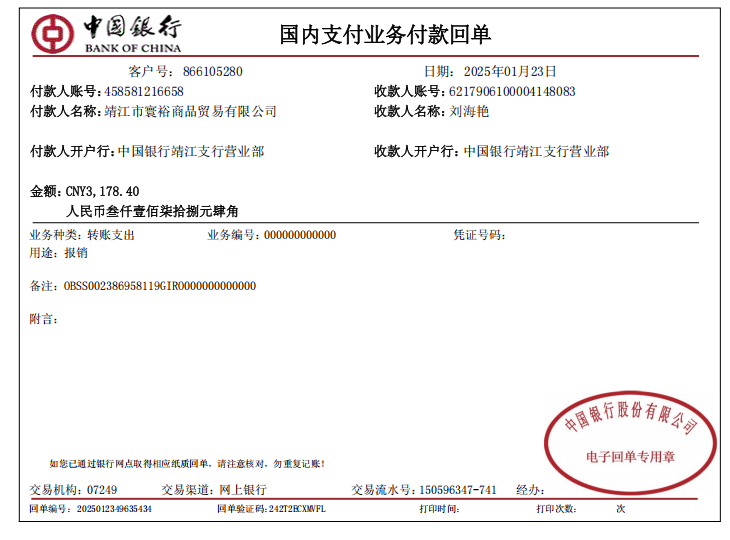 中国银行 国内支付业务付款回单
BANK OF CHINA
客户号：866105280 日期：2025年01月23日
付款人账号：458581216658 收款人账号：6217906100004148083
付款人名称：靖江市寰裕商品贸易有限公司 收款人名称：刘海艳
付款人开户行：中国银行靖江支行营业部 收款人开户行：中国银行靖江支行营业部
金额：CNY3,178.40
人民币叁仟壹佰柒拾捌元肆角
业务种类：转账支出 业务编号：000000000000 凭证号码：
用途：报销
备注：OBSS002386958119GIRO000000000000
附言：
中国银行股份有限公司
电子回单专用章
如您已通过银行网点取得相应纸质回单，请注意核对，勿重复记账！
交易机构：07249 交易渠道：网上银行 交易流水号：150596347-741 经办：
回单编号：2025012349635434 回单验证码：242T2BCXMVFL 打印时间： 打印次数： 次